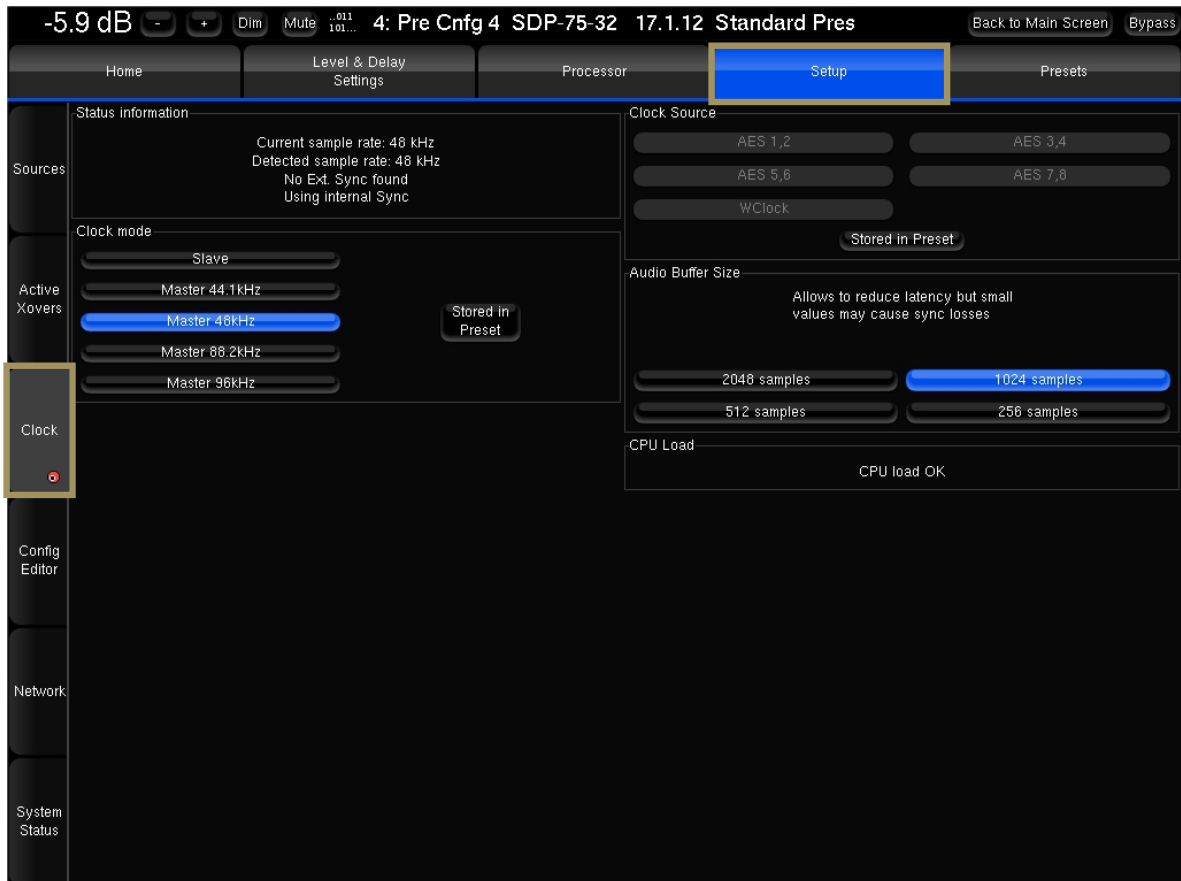 -5.9 dB - + Dim Mute ..011 101... 4: Pre Cnfg 4 SDP-75-32 17.1.12 Standard Pres Back to Main Screen Bypass
Home
Level & Delay
Settings
Processor
Setup
Presets
Sources
Active
Xovers
Clock
Config
Editor
Network
System
Status
Status information
Current sample rate: 48 kHz
Detected sample rate: 48 kHz
No Ext. Sync found
Using internal Sync
Clock mode
Slave
Master 44.1kHz
Master 48kHz
Master 88.2kHz
Master 96kHz
Stored in
Preset
Clock Source
AES 1,2
AES 3,4
AES 5,6
AES 7,8
WClock
Stored in Preset
Audio Buffer Size
Allows to reduce latency but small
values may cause sync losses
2048 samples
1024 samples
512 samples
256 samples
CPU Load
CPU load OK